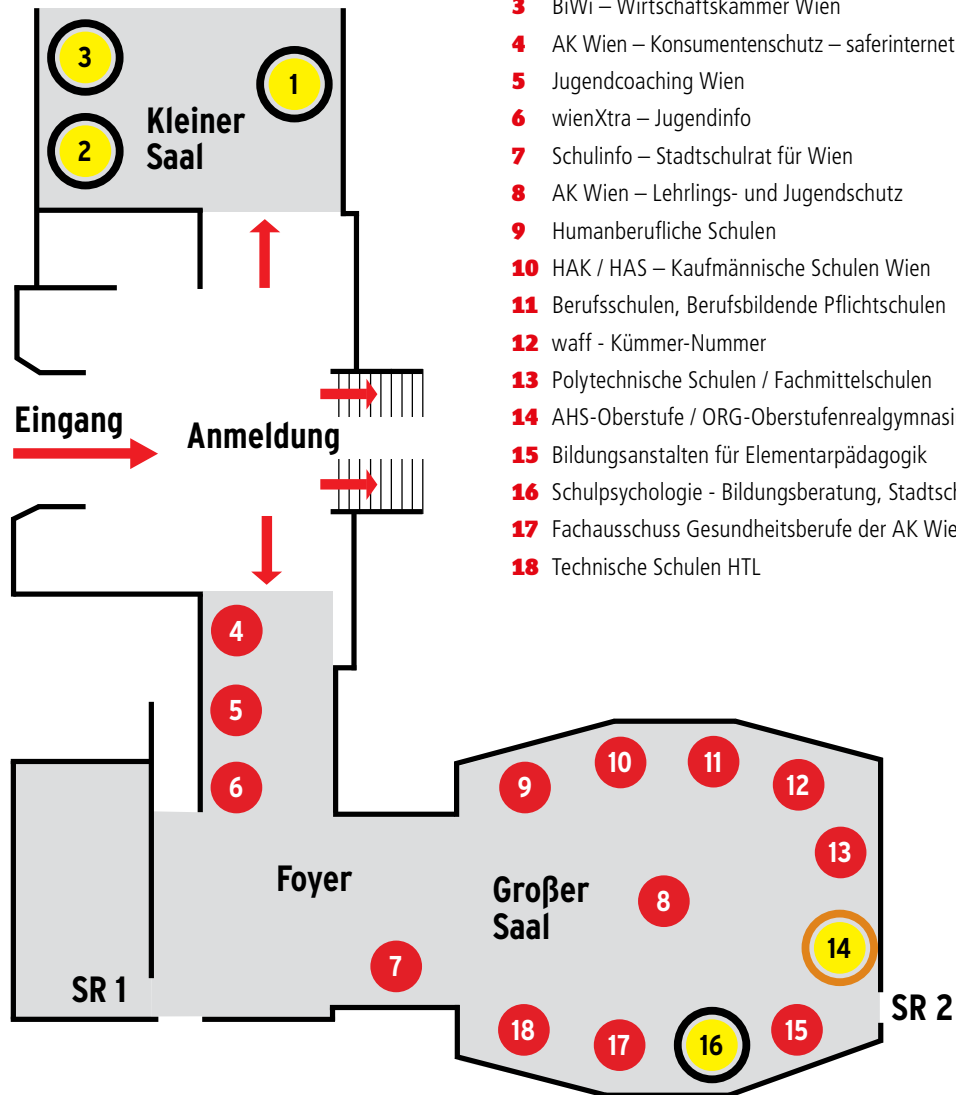 3 BiWi – Wirtschaftskammer Wien
4 AK Wien – Konsumentenschutz – saferinternet
5 Jugendcoaching Wien
6 wienXtra – Jugendinfo
7 Schulinfo – Stadtschulrat für Wien
8 AK Wien – Lehrlings- und Jugendschutz
9 Humanberufliche Schulen
10 HAK / HAS – Kaufmännische Schulen Wien
11 Berufsschulen, Berufsbildende Pflichtschulen
12 waff - Kümmer-Nummer
13 Polytechnische Schulen / Fachmittelschulen
14 AHS-Oberstufe / ORG-Oberstufenrealgymnasi
15 Bildungsanstalten für Elementarpädagogik
16 Schulpsychologie - Bildungsberatung, Stadtsch
17 Fachausschuss Gesundheitsberufe der AK Wie
18 Technische Schulen HTL
3
1
2
Kleiner
Saal
Eingang
Anmeldung
4
5
6
Foyer
SR 1
7
Großer
Saal
8
9
10
11
12
13
14
15
16
17
18
SR 2